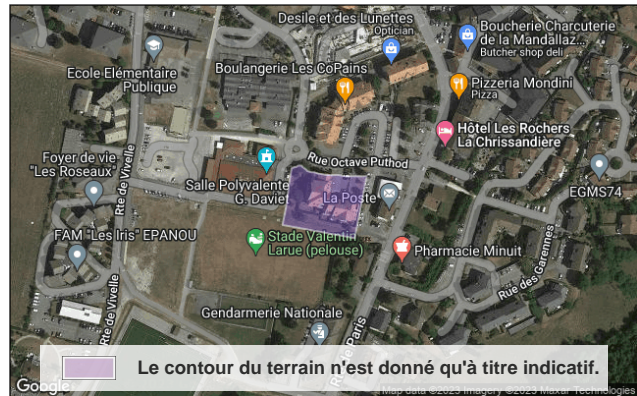 Desile et des Lunettes
Optician
Boucherie Charcuterie
de la Mandallaz...
Butcher shop deli
Ecole Elémentaire
Publique
Boulangerie Les CoPains
Pizzeria Mondini
Pizza
Hôtel Les Rochers
La Chrissandière
Rue Octave Puthod
Foyer de vie
"Les Roseaux"
Rte de Vivelle
Salle Polyvalente
G. Daviet
La Poste
EGMS74
FAM "Les Iris" EPANOU
Stade Valentin
Larue (pelouse)
Pharmacie Minuit
Rue des Garennes
Rte de Vivelle
Gendarmerie Nationale
Rte de Paris
Le contour du terrain n'est donné qu'à titre indicatif.
Google
Map data ©2023 Imagery ©2023 Maxar Technologies